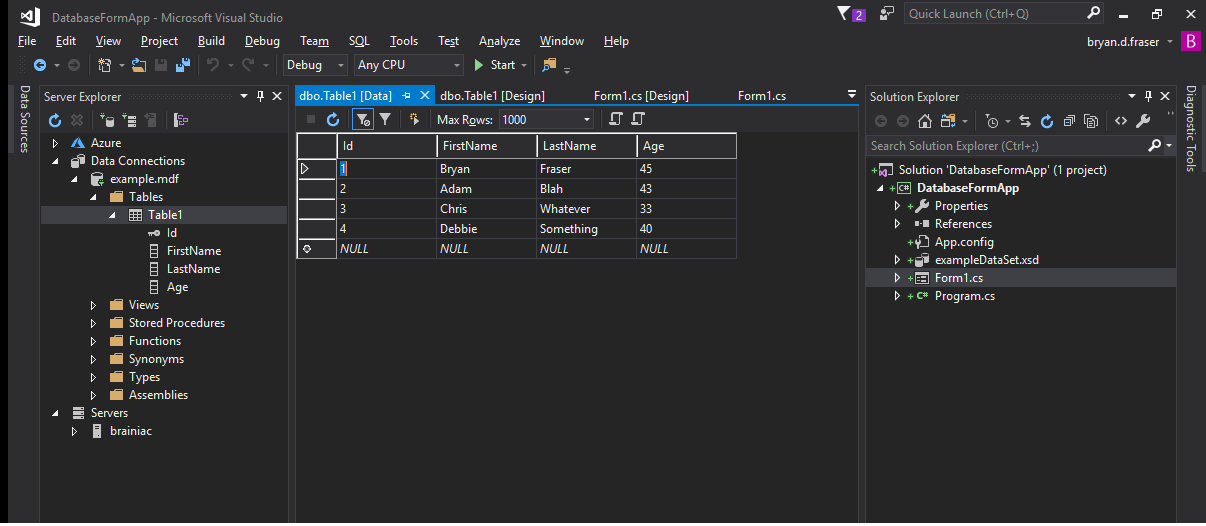 DatabaseFormApp - Microsoft Visual Studio
2
Quick Launch (Ctrl+Q)
File Edit View Project Build Debug Team SQL Tools Test Analyze Window Help
bryan.d.fraser
B
Debug Any CPU Start
Data Sources
Server Explorer
Azure
Data Connections
example.mdf
Tables
Table1
Id
FirstName
LastName
Age
Views
Stored Procedures
Functions
Synonyms
Types
Assemblies
Servers
brainiac
dbo.Table1 [Data] dbo.Table1 [Design] Form1.cs [Design] Form1.cs
Max Rows: 1000
Id FirstName LastName Age
1 Bryan Fraser 45
2 Adam Blah 43
3 Chris Whatever 33
4 Debbie Something 40
NULL NULL NULL NULL
Solution Explorer
Search Solution Explorer (Ctrl+;)
Solution 'DatabaseFormApp' (1 project)
C# DatabaseFormApp
Properties
References
App.config
exampleDataSet.xsd
Form1.cs
C# Program.cs
Diagnostic Tools